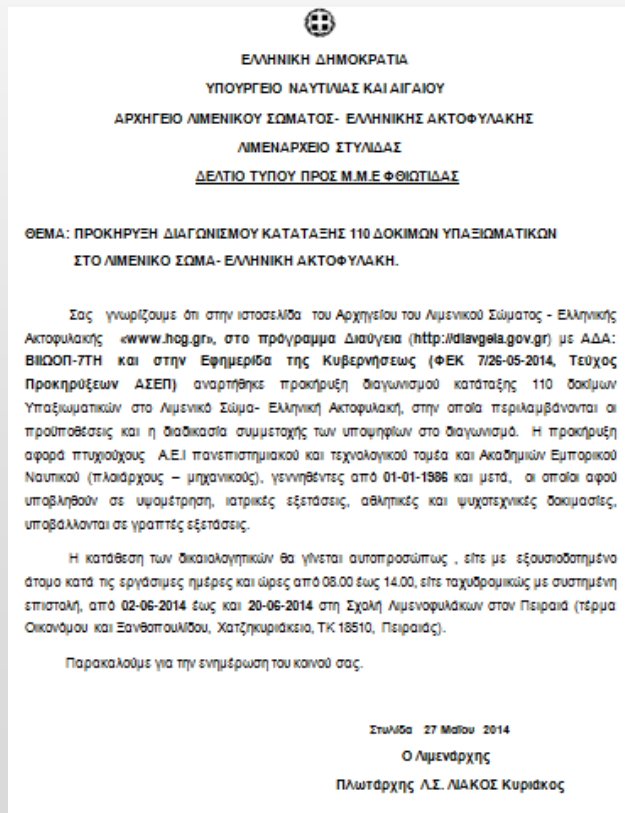 ΕΛΛΗΝΙΚΗ ΔΗΜΟΚΡΑΤΙΑ
ΥΠΟΥΡΓΕΙΟ ΝΑΥΤΙΛΙΑΣ ΚΑΙ ΑΙΓΑΙΟΥ
ΑΡΧΗΓΕΙΟ ΛΙΜΕΝΙΚΟΥ ΣΩΜΑΤΟΣ- ΕΛΛΗΝΙΚΗΣ ΑΚΤΟΦΥΛΑΚΗΣ
ΛΙΜΕΝΑΡΧΕΙΟ ΣΤΥΛΙΔΑΣ
ΔΕΛΤΙΟ ΤΥΠΟΥ ΠΡΟΣ Μ.Μ.Ε ΦΘΙΩΤΙΔΑΣ
ΘΕΜΑ: ΠΡΟΚΗΡΥΞΗ ΔΙΑΓΩΝΙΣΜΟΥ ΚΑΤΑΤΑΞΗΣ 110 ΔΟΚΙΜΩΝ ΥΠΑΞΙΩΜΑΤΙΚΩΝ
ΣΤΟ ΛΙΜΕΝΙΚΟ ΣΩΜΑ- ΕΛΛΗΝΙΚΗ ΑΚΤΟΦΥΛΑΚΗ.
Σας γνωρίζουμε ότι στην ιστοσελίδα του Αρχηγείου του Λιμενικού Σώματος - Ελληνικής
Ακτοφυλακής «www.hcg.gr», στο πρόγραμμα Διαύγεια (http://diavgeia.gov.gr) με ΑΔΑ:
ΒΙΙΩΟΠ-7ΤΗ και στην Εφημερίδα της Κυβερνήσεως (ΦΕΚ 7/26-05-2014, Τεύχος
Προκηρύξεων ΑΣΕΠ) αναρτήθηκε προκήρυξη διαγωνισμού κατάταξης 110 δοκίμων
Υπαξιωματικών στο Λιμενικό Σώμα- Ελληνική Ακτοφυλακή, στην οποία περιλαμβάνονται οι
προϋποθέσεις και η διαδικασία συμμετοχής των υποψηφίων στο διαγωνισμό. Η προκήρυξη
αφορά πτυχιούχους Α.Ε.Ι πανεπιστημιακού και τεχνολογικού τομέα και Ακαδημιών Εμπορικού
Ναυτικού (πλοιάρχους – μηχανικούς), γεννηθέντες από 01-01-1986 και μετά, οι οποίοι αφού
υποβληθούν σε υψομέτρηση, ιατρικές εξετάσεις, αθλητικές και ψυχοτεχνικές δοκιμασίες,
υποβάλλονται σε γραπτές εξετάσεις.
Η κατάθεση των δικαιολογητικών θα γίνεται αυτοπροσώπως , είτε με εξουσιοδοτημένο
άτομο κατά τις εργάσιμες ημέρες και ώρες από 08.00 έως 14.00, είτε ταχυδρομικώς με συστημένη
επιστολή, από 02-06-2014 έως και 20-06-2014 στη Σχολή Λιμενοφυλάκων στον Πειραιά (τέρμα
Οικονόμου και Ξανθοπουλίδου, Χατζηκυριάκειο, ΤΚ 18510, Πειραιάς).
Παρακαλούμε για την ενημέρωση του κοινού σας.
Στυλίδα 27 Μαΐου 2014
Ο Λιμενάρχης
Πλωτάρχης Λ.Σ. ΛΙΑΚΟΣ Κυριάκος